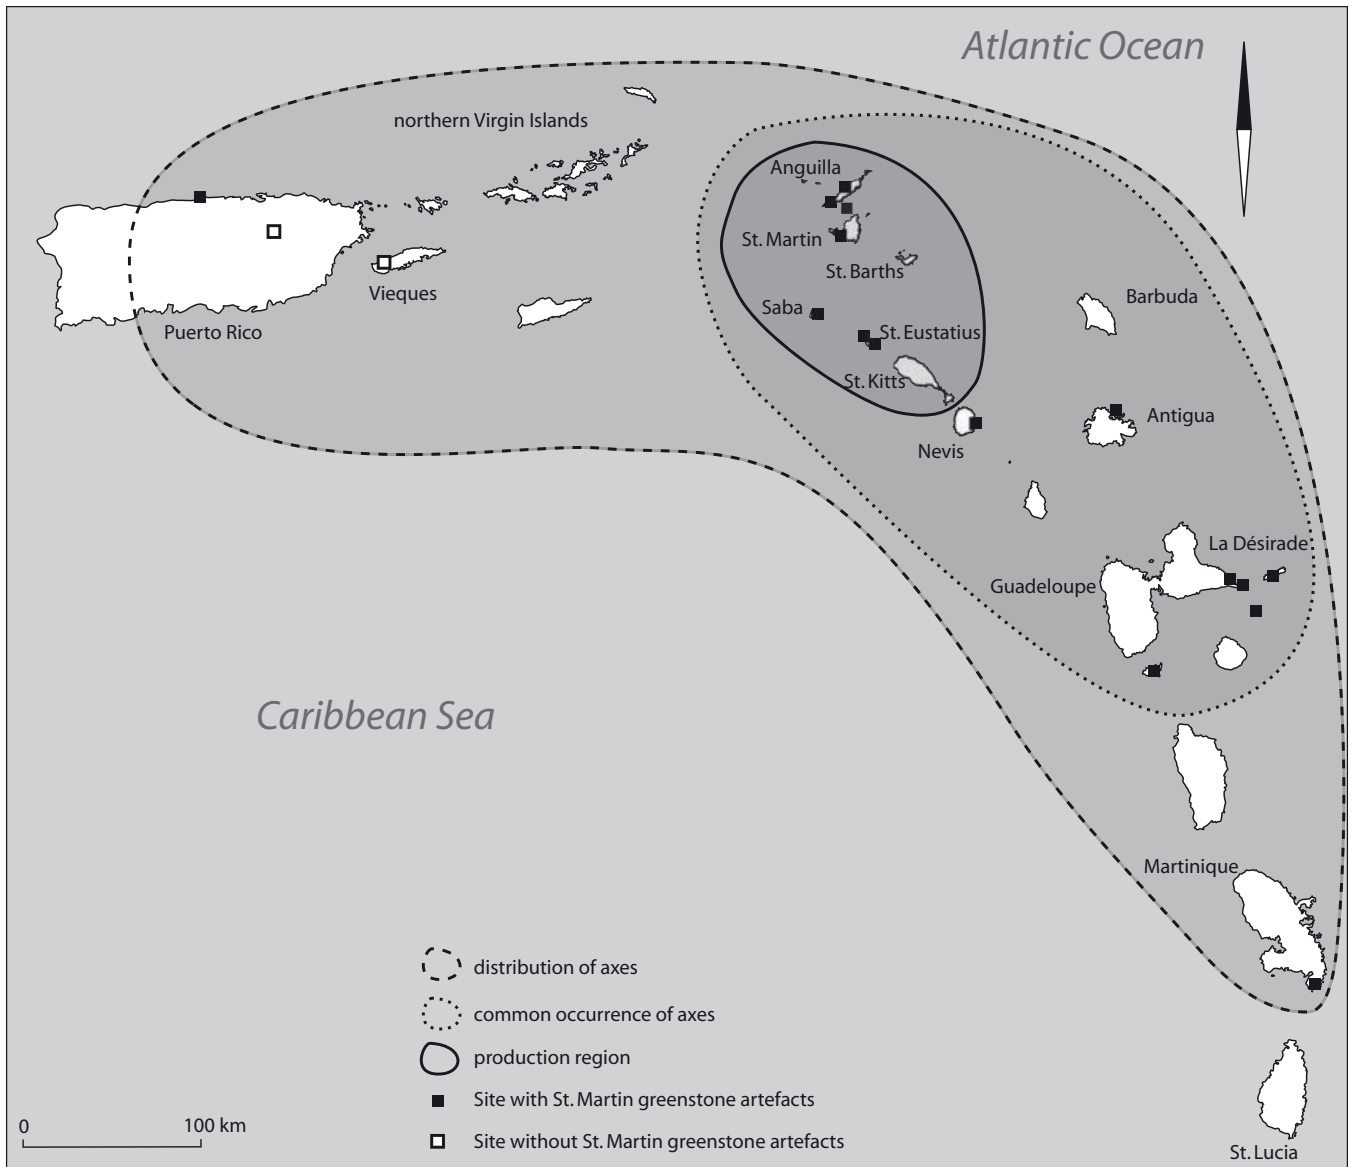 Atlantic Ocean
northern Virgin Islands
Anguilla
St. Martin
St. Barths
Vieques
Barbuda
Saba
Puerto Rico
St. Eustatius
St. Kitts
Antigua
Nevis
La Désirade
Guadeloupe
Caribbean Sea
Martinique
distribution of axes
common occurrence of axes
production region
Site with St. Martin greenstone artefacts
0 100 km
Site without St. Martin greenstone artefacts
St. Lucia